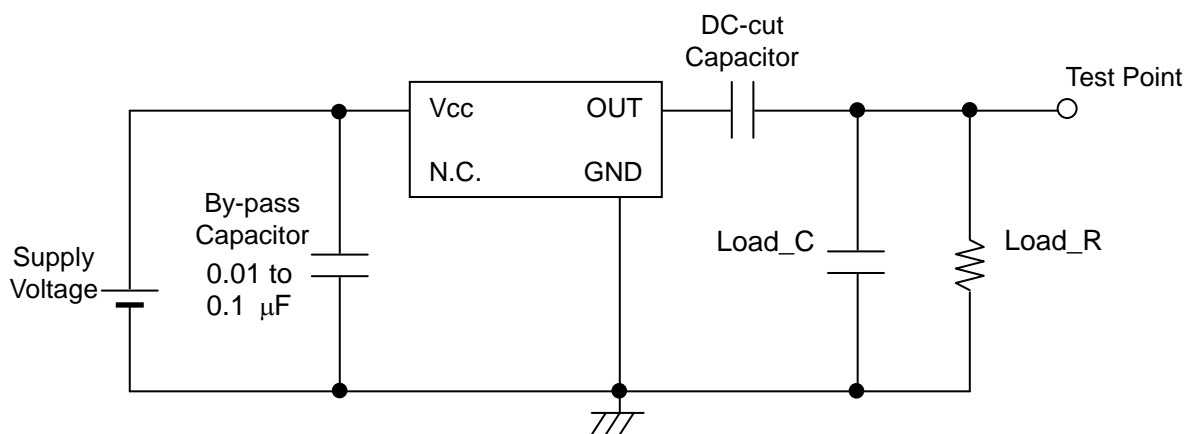 DC-cut
Capacitor
Test Point
Vcc
OUT
N.C.
GND
By-pass
Capacitor
0.01 to
0.1 μF
Supply
Voltage
Load_C
Load_R